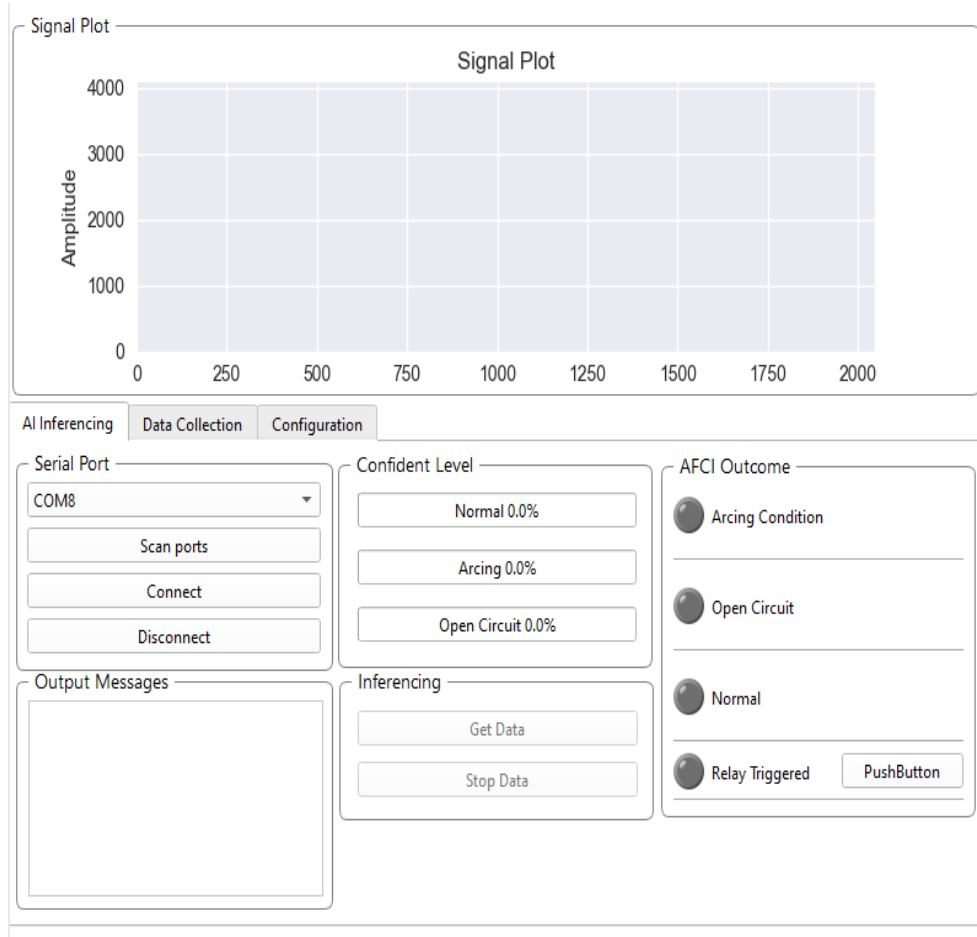 Signal Plot
Signal Plot
4000
3000
2000
1000
0
Amplitude
0 250 500 750 1000 1250 1500 1750 2000
AI Inferencing Data Collection Configuration
Serial Port
COM8
Scan ports
Connect
Disconnect
Confident Level
Normal 0.0%
Arcing 0.0%
Open Circuit 0.0%
AFCI Outcome
Arcing Condition
Open Circuit
Normal
Relay Triggered PushButton
Output Messages
Inferencing
Get Data
Stop Data